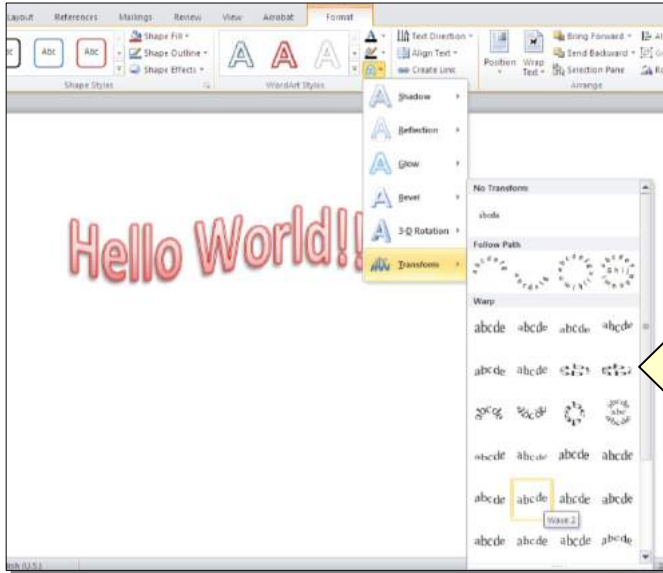 Layout References Mailings Review View Acrobat Format
Abc Abc Shape Fill Shape Outline Shape Effects Shape Styles
A A A WordArt Styles
Text Direction Align Text Create Link
Position Wrap Text Bring Forward Send Backward Selection Pane Arrange
Hello World!!
Shadow
Reflection
Glow
Bevel
3-D Rotation
Transform
No Transform
abcde
Follow Path
Warp
abcde abcde abcde abcde
abcde abcde
abcde abcde abcde abcde
abcde abcde abcde abcde
Wave 2
abcde abcde abcde abcde